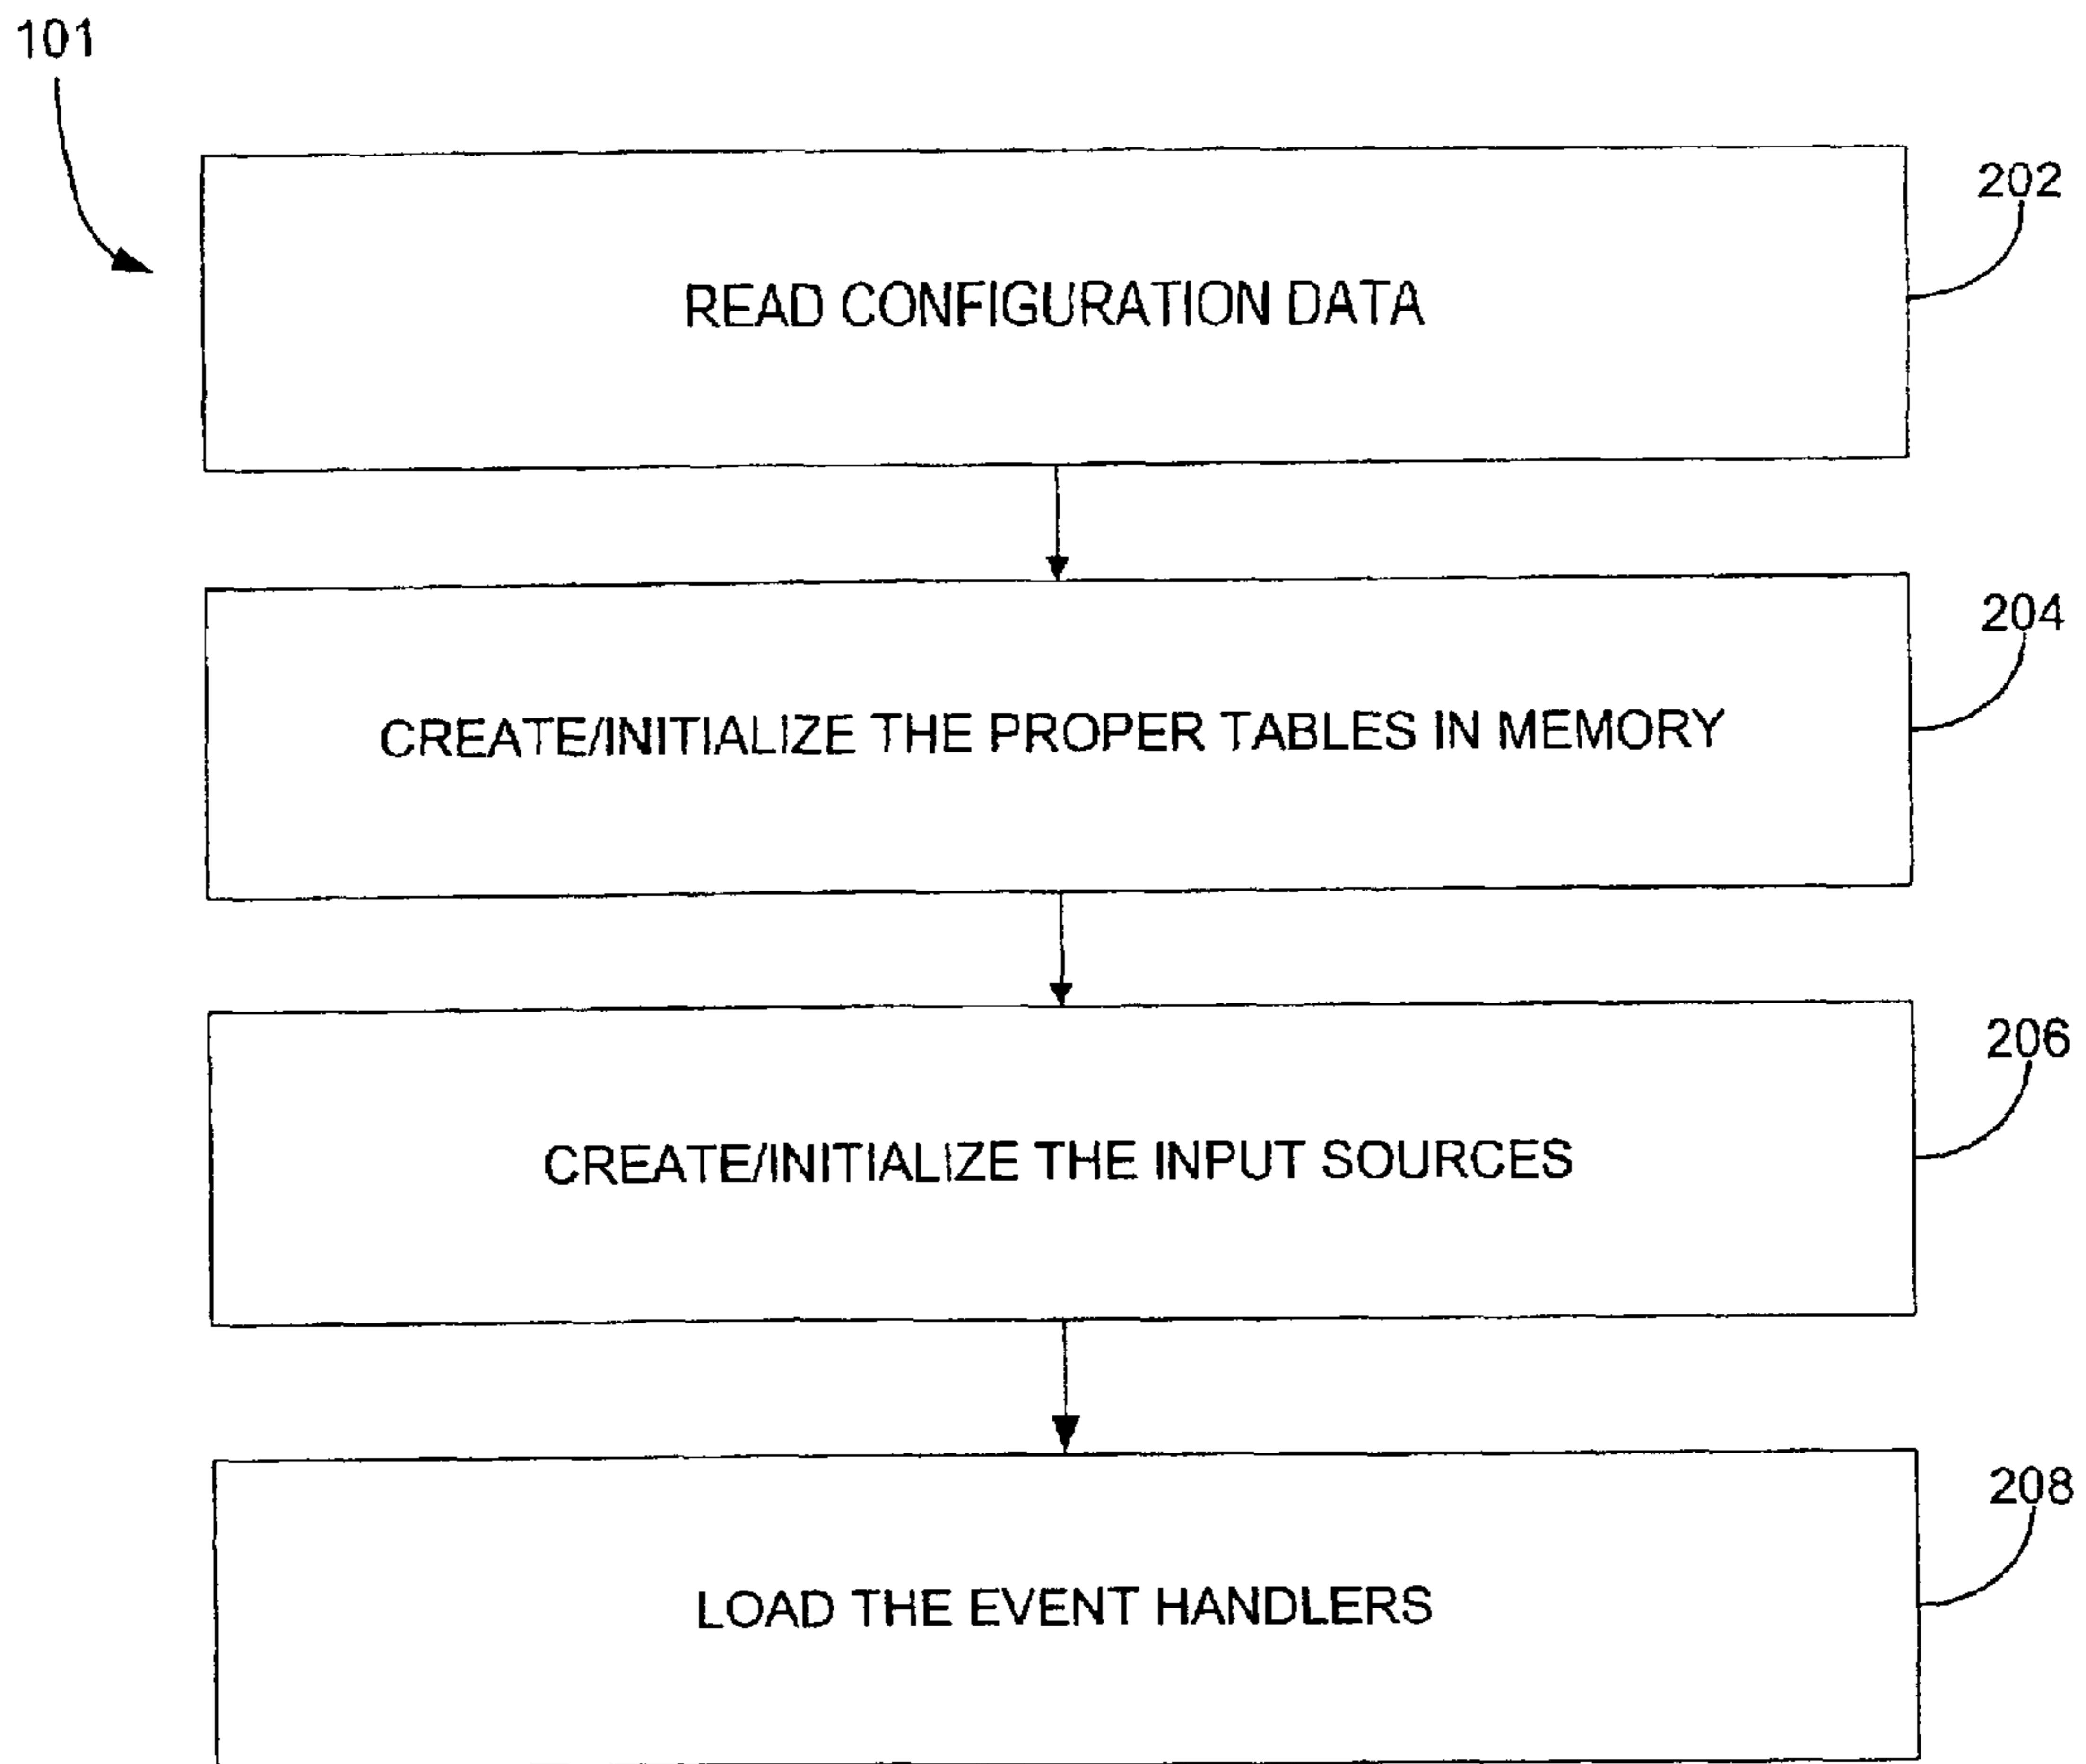 101
202
READ CONFIGURATION DATA
204
CREATE/INITIALIZE THE PROPER TABLES IN MEMORY
206
CREATE/INITIALIZE THE INPUT SOURCES
208
LOAD THE EVENT HANDLERS